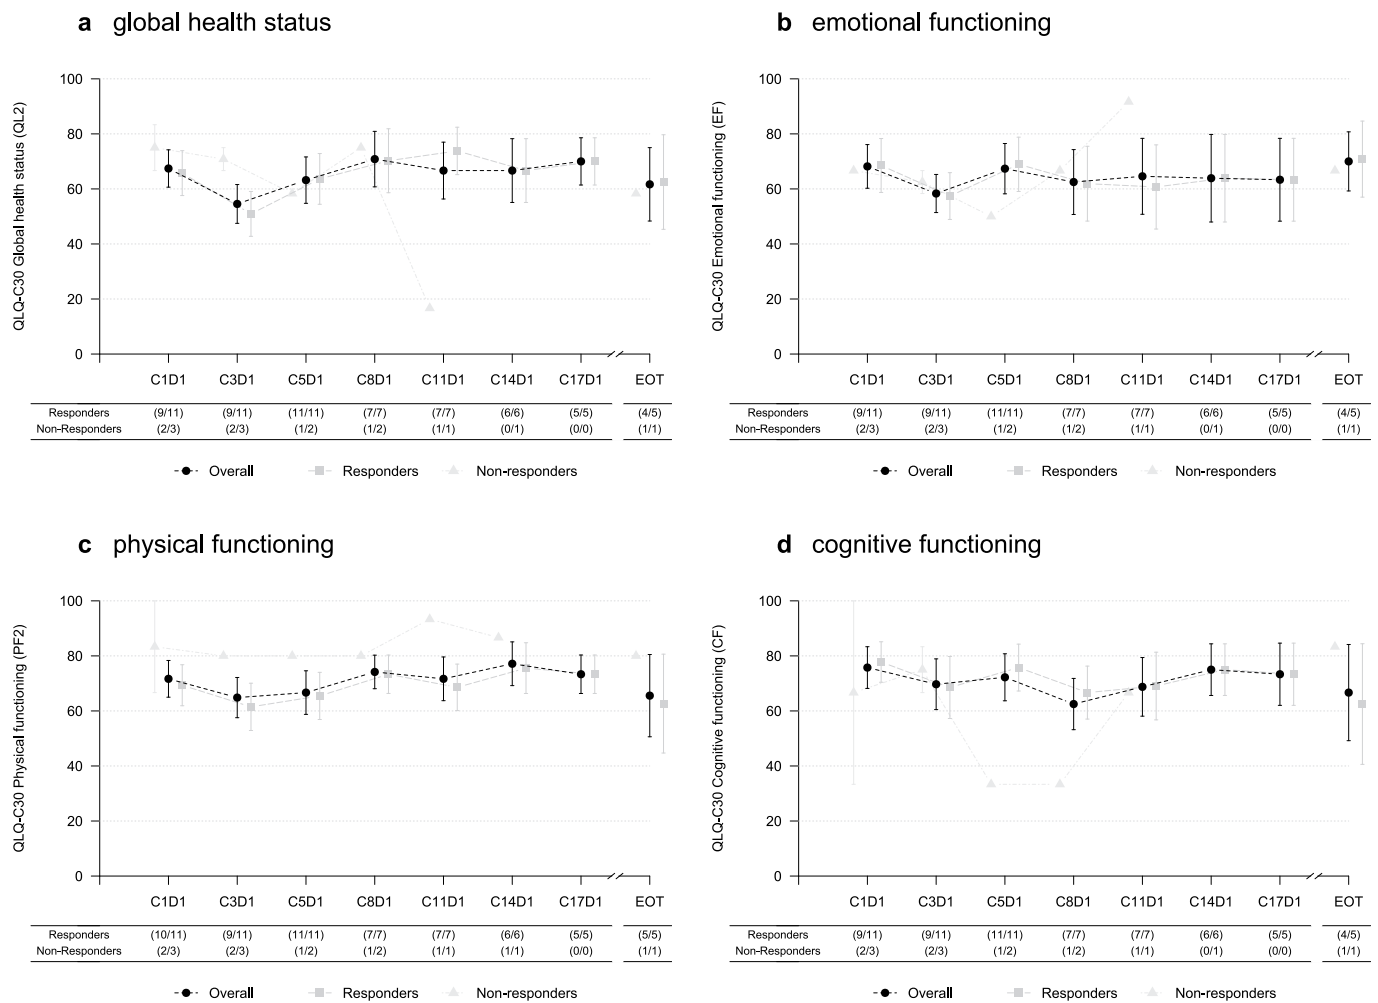 a global health status
QLQ-C30 Global health status (QL2)
100
80
60
40
20
0
C1D1 C3D1 C5D1 C8D1 C11D1 C14D1 C17D1 EOT
Responders (9/11) (9/11) (11/11) (7/7) (7/7) (6/6) (5/5) (4/5)
Non-Responders (2/3) (2/3) (1/2) (1/2) (1/1) (0/1) (0/0) (1/1)
Overall Responders Non-responders
b emotional functioning
QLQ-C30 Emotional functioning (EF)
100
80
60
40
20
0
C1D1 C3D1 C5D1 C8D1 C11D1 C14D1 C17D1 EOT
Responders (9/11) (9/11) (11/11) (7/7) (7/7) (6/6) (5/5) (4/5)
Non-Responders (2/3) (2/3) (1/2) (1/2) (1/1) (0/1) (0/0) (1/1)
Overall Responders Non-responders
c physical functioning
QLQ-C30 Physical functioning (PF2)
100
80
60
40
20
0
C1D1 C3D1 C5D1 C8D1 C11D1 C14D1 C17D1 EOT
Responders (10/11) (9/11) (11/11) (7/7) (7/7) (6/6) (5/5) (5/5)
Non-Responders (2/3) (2/3) (1/2) (1/2) (1/1) (1/1) (0/0) (1/1)
Overall Responders Non-responders
d cognitive functioning
QLQ-C30 Cognitive functioning (CF)
100
80
60
40
20
0
C1D1 C3D1 C5D1 C8D1 C11D1 C14D1 C17D1 EOT
Responders (9/11) (9/11) (11/11) (7/7) (7/7) (6/6) (5/5) (4/5)
Non-Responders (2/3) (2/3) (1/2) (1/2) (1/1) (0/1) (0/0) (1/1)
Overall Responders Non-responders